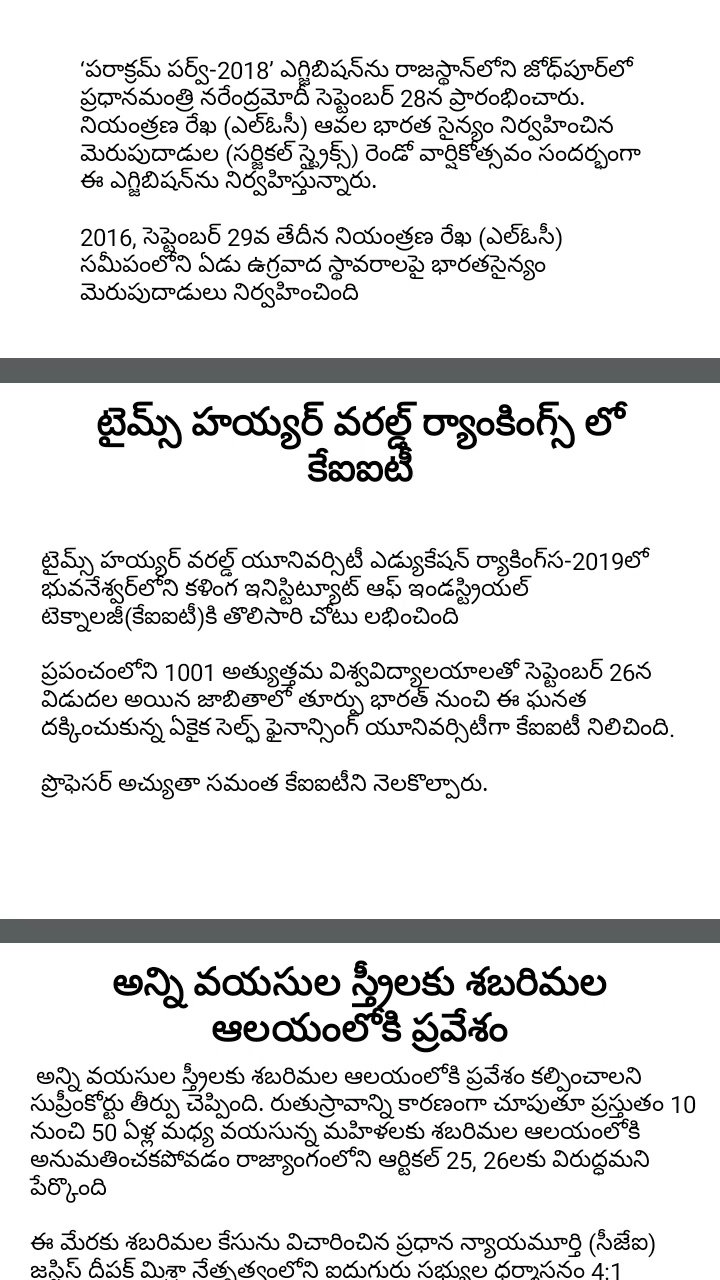 ‘పరాక్రమ్ పర్వ్-2018’ ఎగ్జిబిషన్‌ను రాజస్థాన్‌లోని జోధ్‌పూర్‌లో
ప్రధానమంత్రి నరేంద్రమోదీ సెప్టెంబర్ 28న ప్రారంభించారు.
నియంత్రణ రేఖ (ఎల్‌ఓసీ) ఆవల భారత సైన్యం నిర్వహించిన
మెరుపుదాడుల (సర్జికల్ స్ట్రైక్స్) రెండో వార్షికోత్సవం సందర్భంగా
ఈ ఎగ్జిబిషన్‌ను నిర్వహిస్తున్నారు.
2016, సెప్టెంబర్ 29వ తేదీన నియంత్రణ రేఖ (ఎల్‌ఓసీ)
సమీపంలోని ఏడు ఉగ్రవాద స్థావరాలపై భారతసైన్యం
మెరుపుదాడులు నిర్వహించింది
టైమ్స్ హయ్యర్ వరల్డ్ ర్యాంకింగ్స్ లో
కేఐఐటీ
టైమ్స్ హయ్యర్ వరల్డ్ యూనివర్సిటీ ఎడ్యుకేషన్ ర్యాకింగ్‌స-2019లో
భువనేశ్వర్‌లోని కళింగ ఇనిస్టిట్యూట్ ఆఫ్ ఇండస్ట్రియల్
టెక్నాలజీ(కేఐఐటీ)కి తొలిసారి చోటు లభించింది
ప్రపంచంలోని 1001 అత్యుత్తమ విశ్వవిద్యాలయాలతో సెప్టెంబర్ 26న
విడుదల అయిన జాబితాలో తూర్పు భారత్ నుంచి ఈ ఘనత
దక్కించుకున్న ఏకైక సెల్ఫ్ ఫైనాన్సింగ్ యూనివర్సిటీగా కేఐఐటీ నిలిచింది.
ప్రొఫెసర్ అచ్యుతా సమంత కేఐఐటీని నెలకొల్పారు.
అన్ని వయసుల స్త్రీలకు శబరిమల
ఆలయంలోకి ప్రవేశం
అన్ని వయసుల స్త్రీలకు శబరిమల ఆలయంలోకి ప్రవేశం కల్పించాలని
సుప్రీంకోర్టు తీర్పు చెప్పింది. రుతుస్రావాన్ని కారణంగా చూపుతూ ప్రస్తుతం 10
నుంచి 50 ఏళ్ల మధ్య వయసున్న మహిళలకు శబరిమల ఆలయంలోకి
అనుమతించకపోవడం రాజ్యాంగంలోని ఆర్టికల్ 25, 26లకు విరుద్ధమని
పేర్కొంది
ఈ మేరకు శబరిమల కేసును విచారించిన ప్రధాన న్యాయమూర్తి (సీజేఐ)
జస్టిస్ దీపక్ మిశ్రా నేతృత్వంలోని ఐదుగురు సభ్యుల ధర్మాసనం 4:1